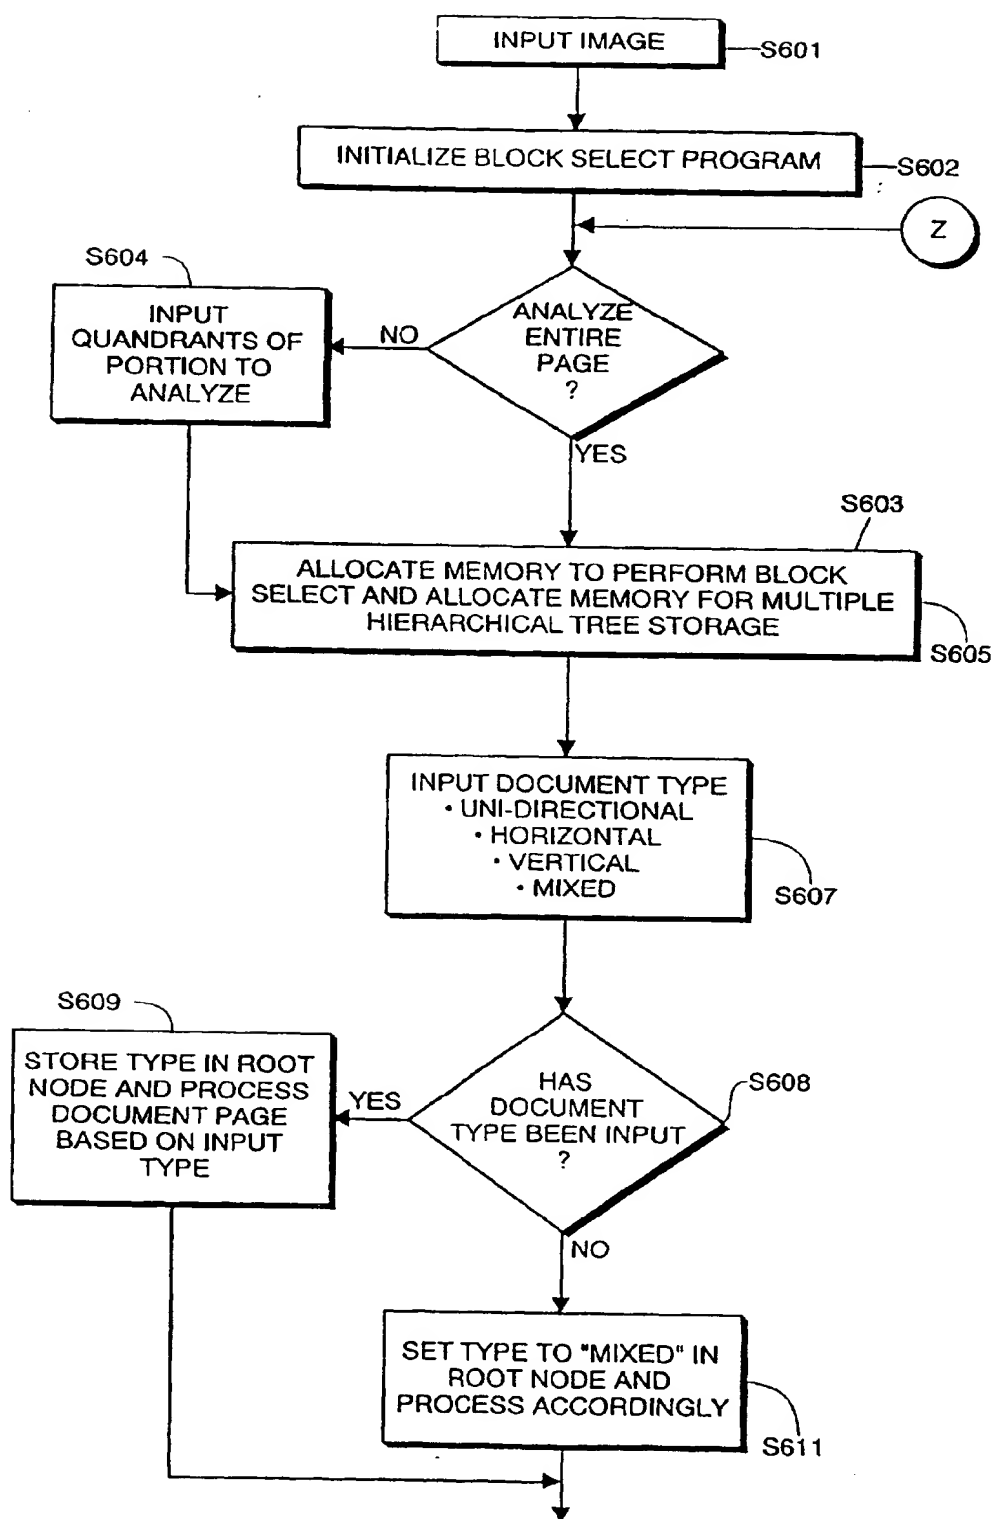 INPUT IMAGE
S601
INITIALIZE BLOCK SELECT PROGRAM
S602
Z
S604
INPUT
QUANDRANTS OF
PORTION TO
ANALYZE
NO
ANALYZE
ENTIRE
PAGE
?
YES
S603
ALLOCATE MEMORY TO PERFORM BLOCK
SELECT AND ALLOCATE MEMORY FOR MULTIPLE
HIERARCHICAL TREE STORAGE
S605
INPUT DOCUMENT TYPE
• UNI-DIRECTIONAL
• HORIZONTAL
• VERTICAL
• MIXED
S607
S609
STORE TYPE IN ROOT
NODE AND PROCESS
DOCUMENT PAGE
BASED ON INPUT
TYPE
YES
HAS
DOCUMENT
TYPE BEEN INPUT
?
S608
NO
SET TYPE TO "MIXED" IN
ROOT NODE AND
PROCESS ACCORDINGLY
S611